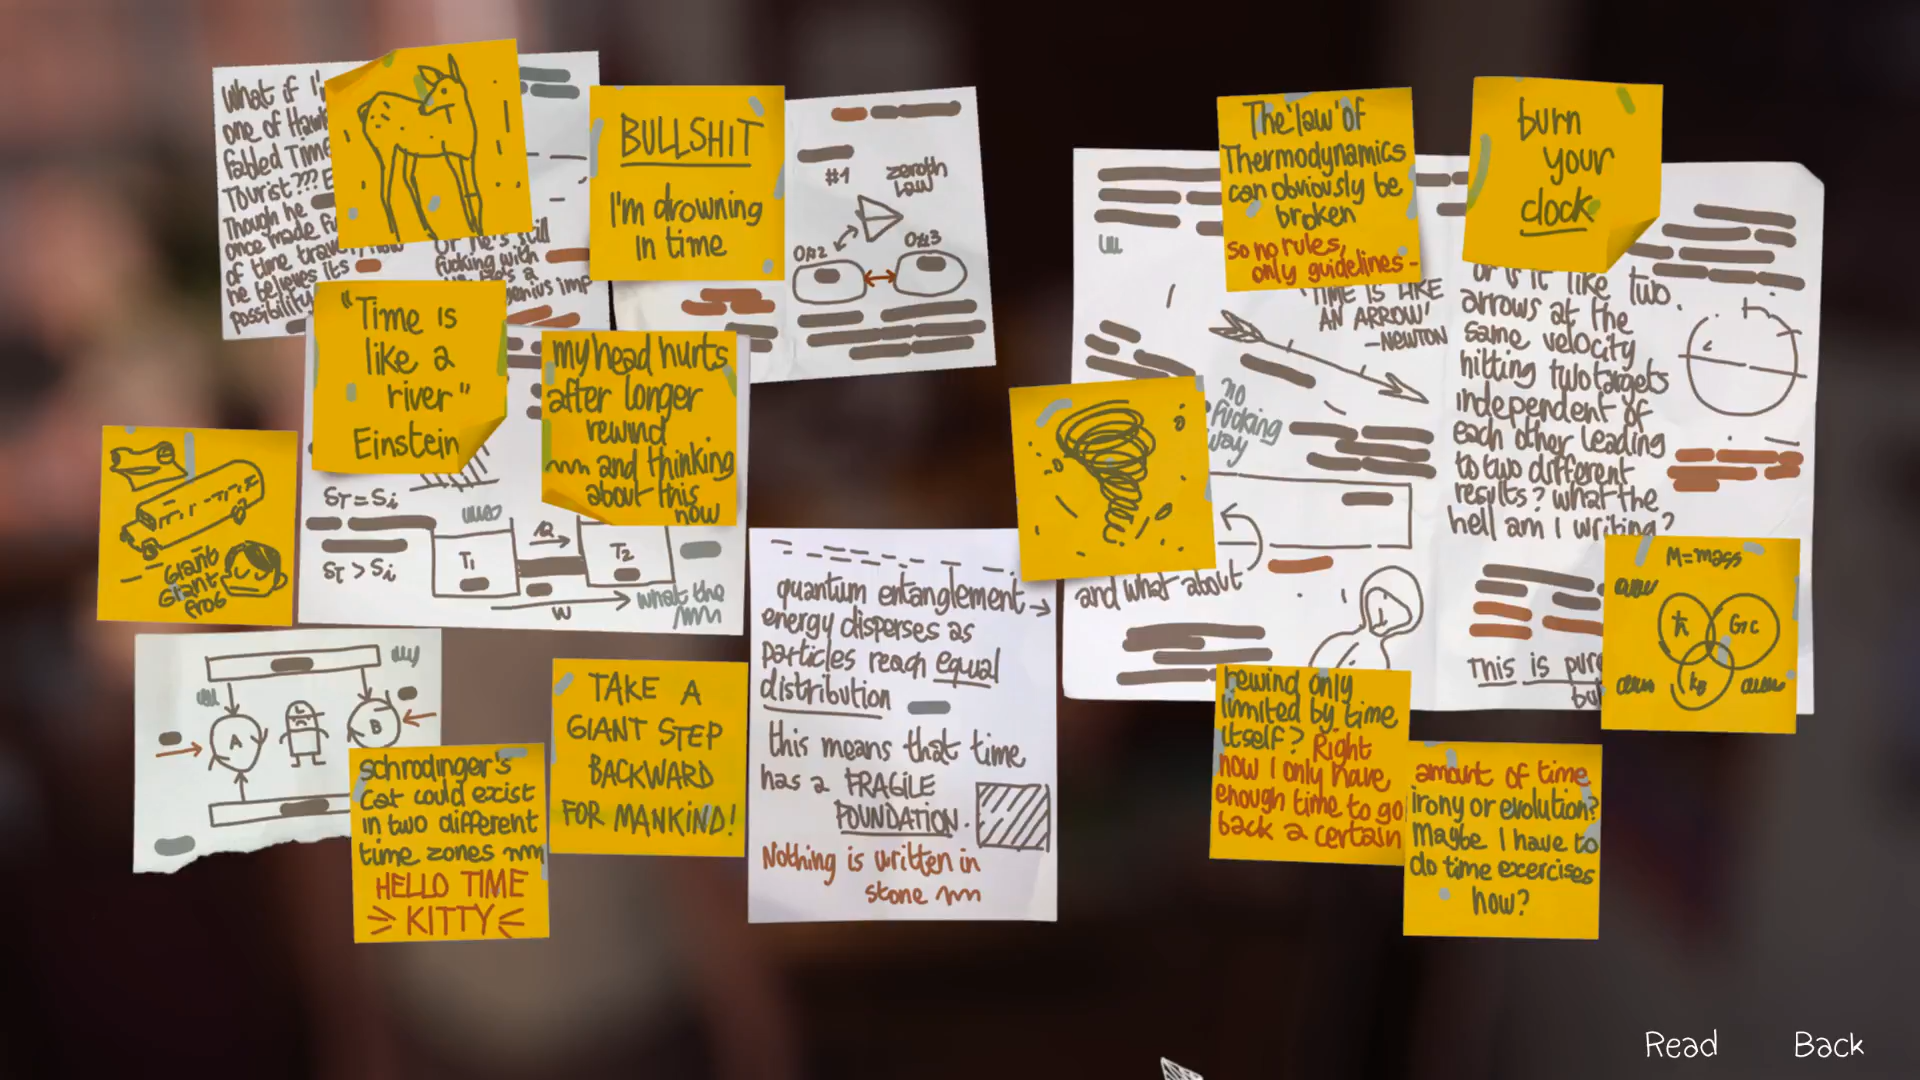 What if I'
one of Haw
fabled Time
Tourist??? E
Though he
once made fu
of time travel, now
he believes its
possibility
or he's still
fucking with
genius imp
BULLSHIT
I'm drowning
in time
#1
zeroth
law
"Time is
like a
river"
Einstein
my head hurts
after longer
rewind
and thinking
about this
now
Giant
Giant
frog
ST = Si
ST > Si
T1
T2
W
what the
A
B
schrodinger's
Cat could exist
in two different
time zones
HELLO TIME
KITTY
TAKE A
GIANT STEP
BACKWARD
FOR MANKIND!
quantum entanglement →
energy disperses as
particles reach equal
distribution
this means that time
has a FRAGILE
FOUNDATION.
Nothing is written in
stone
The 'law' of
Thermodynamics
can obviously be
broken
so no rules,
only guidelines-
burn
your
clock
'TIME IS LIKE
AN ARROW'
-NEWTON
no
fucking
way
and what about
or is it like two
arrows at the
same velocity
hitting two targets
independent of
each other leading
to two different
results? what the
hell am I writing?
This is pur
bu
M=mass
ħ
G,c
kB
rewind only
limited by time
itself? Right
now I only have
enough time to go
back a certain
amount of time
irony or evolution?
Maybe I have to
do time exercises
now?
Read
Back